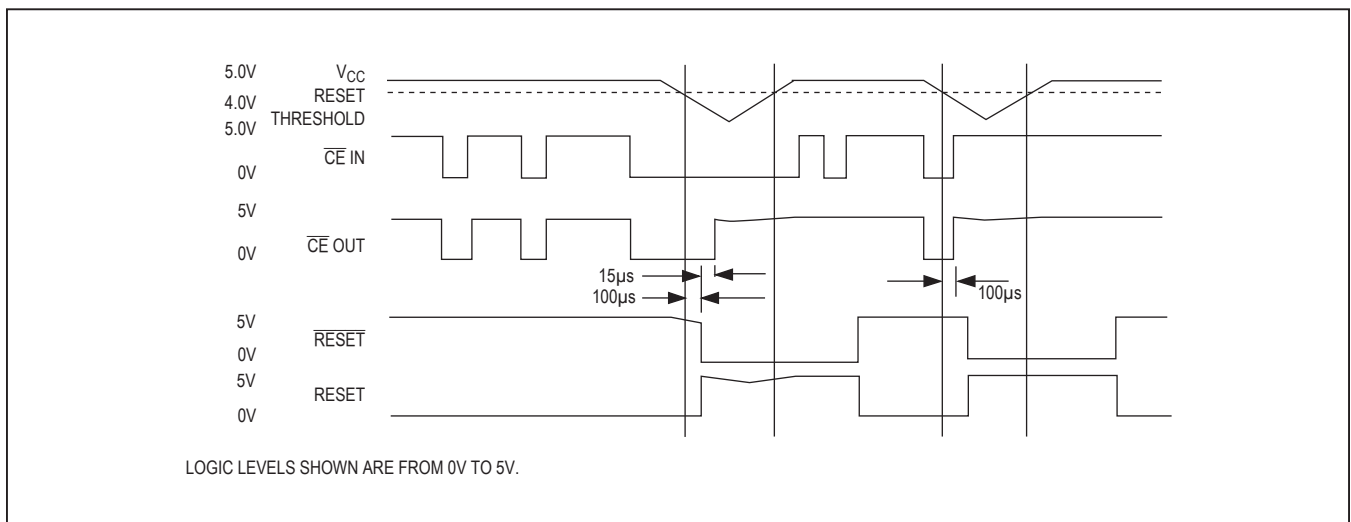 5.0V VCC
RESET
4.0V
THRESHOLD
5.0V
CE IN
0V
5V
CE OUT
0V
15µs
100µs
100µs
5V
RESET
0V
5V
RESET
0V
LOGIC LEVELS SHOWN ARE FROM 0V TO 5V.